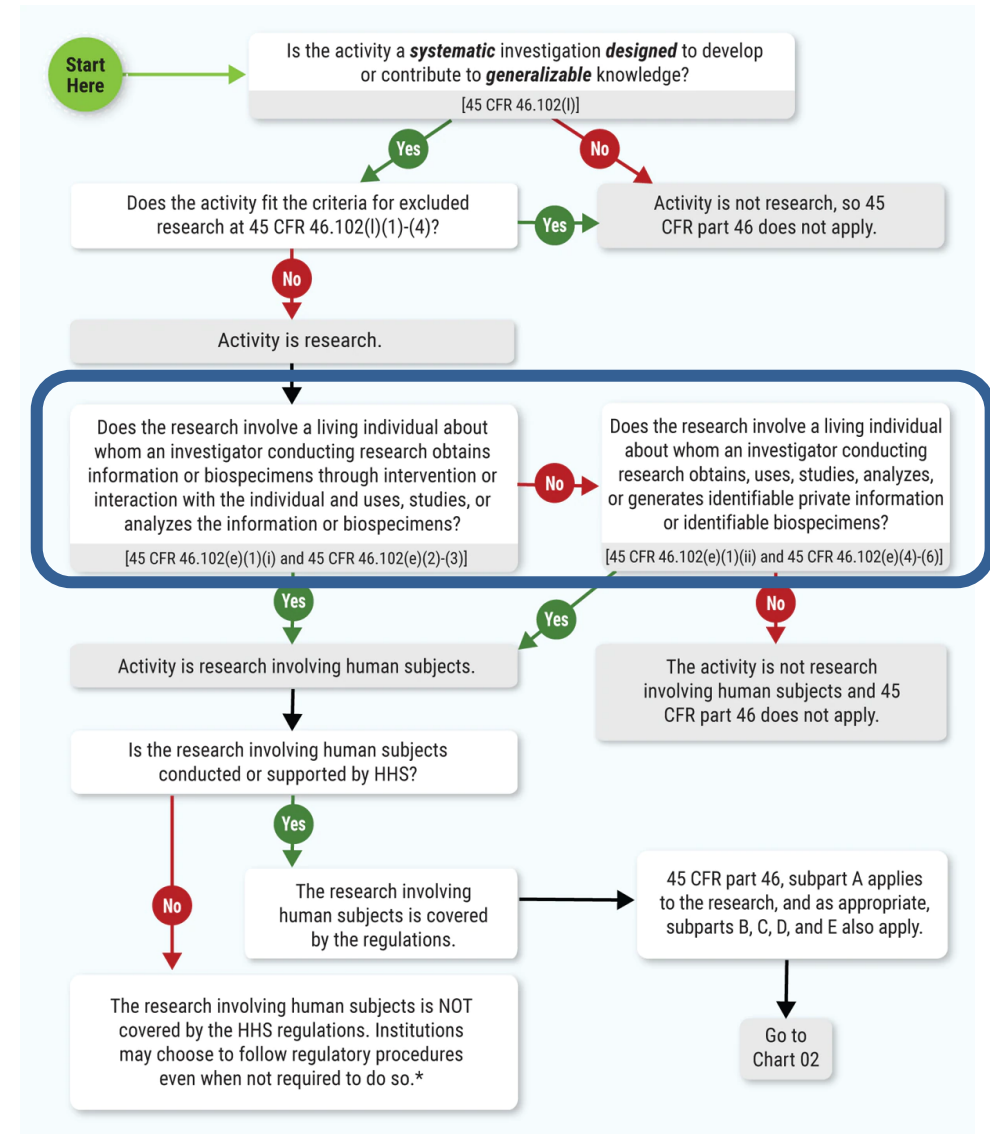 Start
Here
Is the activity a systematic investigation designed to develop
or contribute to generalizable knowledge?
[45 CFR 46.102(l)]
Yes
No
Does the activity fit the criteria for excluded
research at 45 CFR 46.102(l)(1)-(4)?
Yes
Activity is not research, so 45
CFR part 46 does not apply.
No
Activity is research.
Does the research involve a living individual about
whom an investigator conducting research obtains
information or biospecimens through intervention or
interaction with the individual and uses, studies, or
analyzes the information or biospecimens?
[45 CFR 46.102(e)(1)(i) and 45 CFR 46.102(e)(2)-(3)]
No
Does the research involve a living individual
about whom an investigator conducting
research obtains, uses, studies, analyzes,
or generates identifiable private information
or identifiable biospecimens?
[45 CFR 46.102(e)(1)(ii) and 45 CFR 46.102(e)(4)-(6)]
Yes
Yes
No
Activity is research involving human subjects.
The activity is not research
involving human subjects and 45
CFR part 46 does not apply.
Is the research involving human subjects
conducted or supported by HHS?
Yes
No
The research involving
human subjects is covered
by the regulations.
45 CFR part 46, subpart A applies
to the research, and as appropriate,
subparts B, C, D, and E also apply.
The research involving human subjects is NOT
covered by the HHS regulations. Institutions
may choose to follow regulatory procedures
even when not required to do so.*
Go to
Chart 02